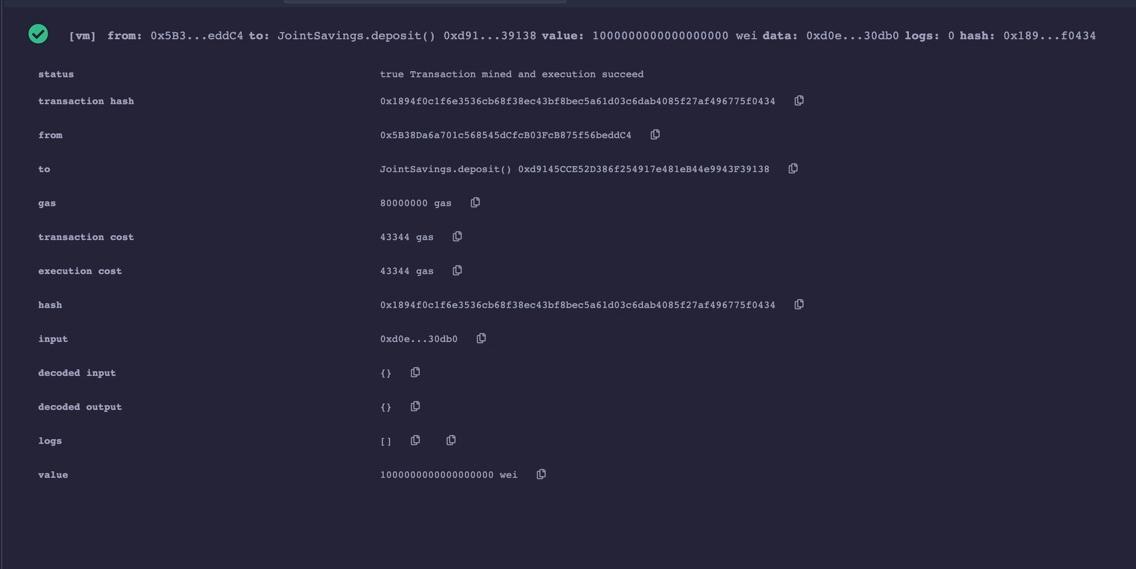 [vm] from: 0x5B3...eddC4 to: JointSavings.deposit() 0xd91...39138 value: 1000000000000000000 wei data: 0xd0e...30db0 logs: 0 hash: 0x189...f0434
status true Transaction mined and execution succeed
transaction hash 0x1894f0c1f6e3536cb68f38ec43bf8bec5a61d03c6dab4085f27af496775f0434
from 0x5B38Da6a701c568545dCfcB03FcB875f56beddC4
to JointSavings.deposit() 0xd9145CCE52D386f254917e481eB44e9943F39138
gas 80000000 gas
transaction cost 43344 gas
execution cost 43344 gas
hash 0x1894f0c1f6e3536cb68f38ec43bf8bec5a61d03c6dab4085f27af496775f0434
input 0xd0e...30db0
decoded input {}
decoded output {}
logs []
value 1000000000000000000 wei